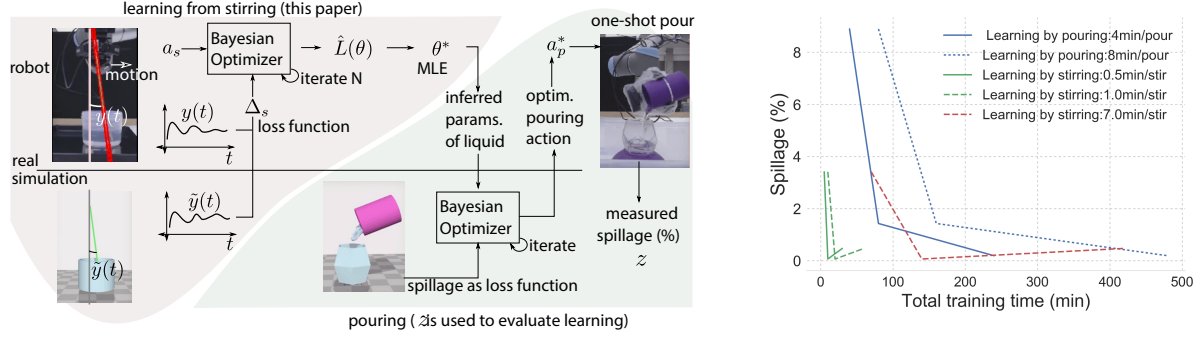 learning from stirring (this paper)
robot
motion
y(t)
a_s
Bayesian
Optimizer
L̂(θ)
θ*
MLE
iterate N
Δ_s
loss function
y(t)
t
real
simulation
ỹ(t)
t
ỹ(t)
inferred
params.
of liquid
optim.
pouring
action
a*_p
one-shot pour
Bayesian
Optimizer
iterate
spillage as loss function
measured
spillage (%)
z
pouring ( z is used to evaluate learning)
Learning by pouring:4min/pour
Learning by pouring:8min/pour
Learning by stirring:0.5min/stir
Learning by stirring:1.0min/stir
Learning by stirring:7.0min/stir
Spillage (%)
8
6
4
2
0
0 100 200 300 400 500
Total training time (min)